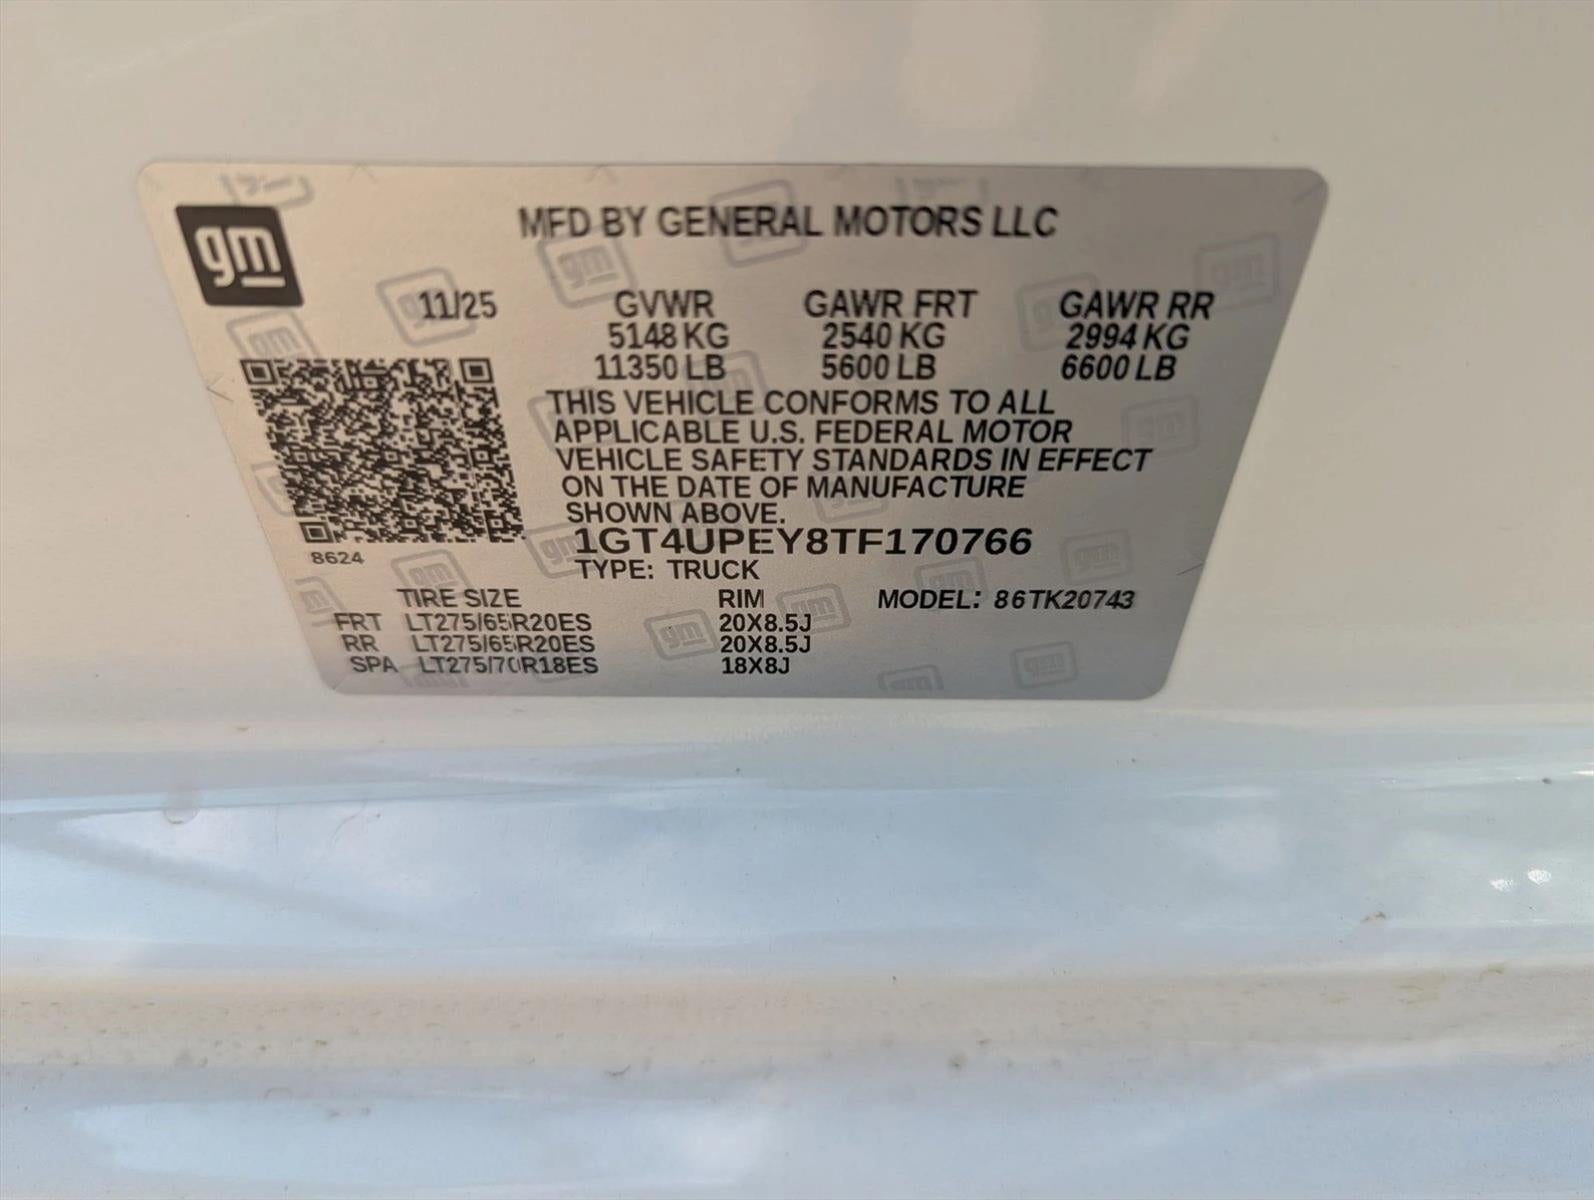 gm
MFD BY GENERAL MOTORS LLC
11/25 GVWR GAWR FRT GAWR RR
5148 KG 2540 KG 2994 KG
11350 LB 5600 LB 6600 LB
THIS VEHICLE CONFORMS TO ALL
APPLICABLE U.S. FEDERAL MOTOR
VEHICLE SAFETY STANDARDS IN EFFECT
ON THE DATE OF MANUFACTURE
SHOWN ABOVE.
1GT4UPEY8TF170766
8624
TYPE: TRUCK
TIRE SIZE RIM MODEL: 86TK20743
FRT LT275/65R20ES 20X8.5J
RR LT275/65R20ES 20X8.5J
SPA LT275/70R18ES 18X8J